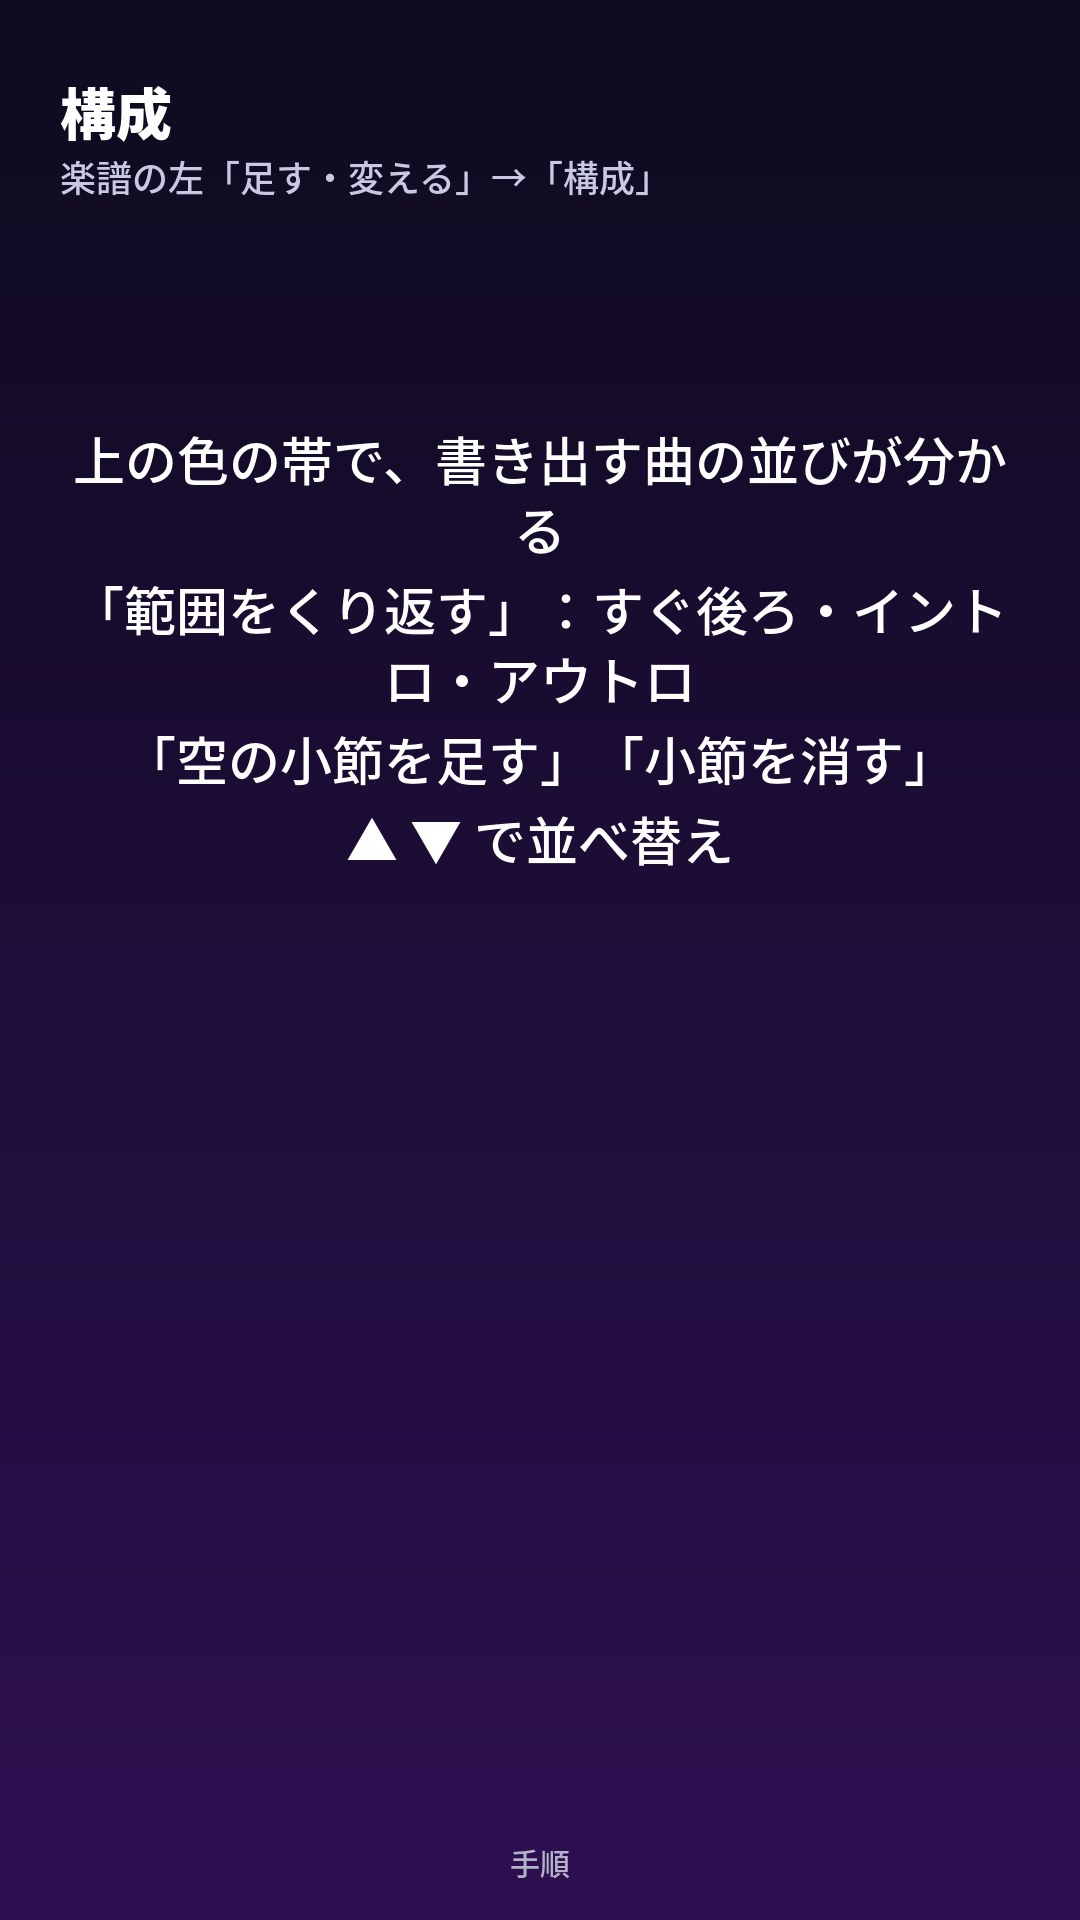 構成
楽譜の左「足す・変える」→「構成」
上の色の帯で、書き出す曲の並びが分か
る
「範囲をくり返す」：すぐ後ろ・イント
ロ・アウトロ
「空の小節を足す」「小節を消す」
▲ ▼ で並べ替え
手順